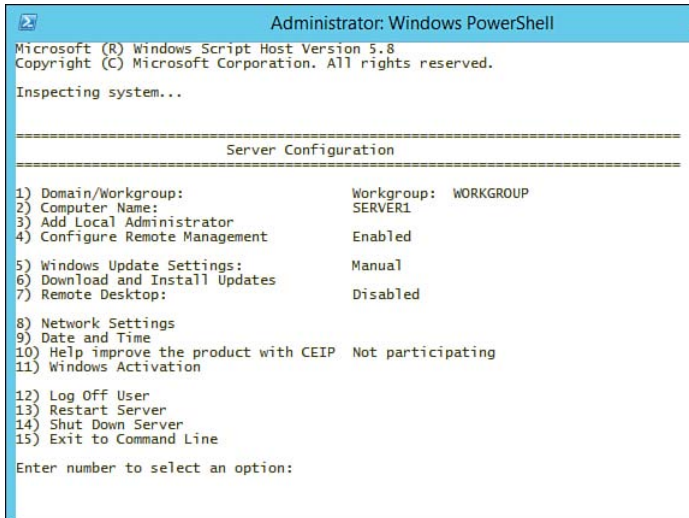 Administrator: Windows PowerShell
Microsoft (R) Windows Script Host Version 5.8
Copyright (C) Microsoft Corporation. All rights reserved.
Inspecting system...
===============================================================================
Server Configuration
===============================================================================
1) Domain/Workgroup: Workgroup: WORKGROUP
2) Computer Name: SERVER1
3) Add Local Administrator
4) Configure Remote Management Enabled
5) Windows Update Settings: Manual
6) Download and Install Updates
7) Remote Desktop: Disabled
8) Network Settings
9) Date and Time
10) Help improve the product with CEIP Not participating
11) Windows Activation
12) Log Off User
13) Restart Server
14) Shut Down Server
15) Exit to Command Line
Enter number to select an option: